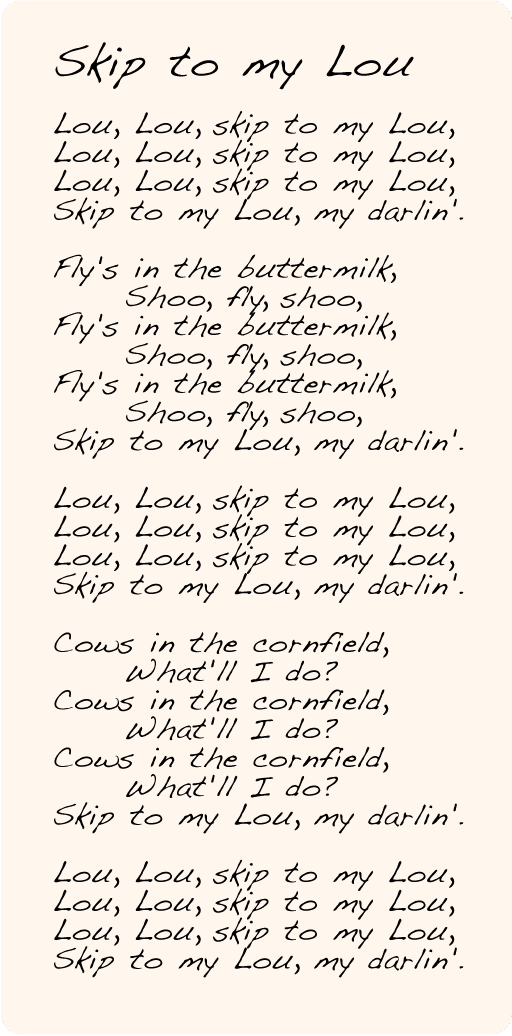 Skip to my Lou
Lou, Lou, skip to my Lou,
Lou, Lou, skip to my Lou,
Lou, Lou, skip to my Lou,
Skip to my Lou, my darlin'.
Fly's in the buttermilk,
Shoo, fly, shoo,
Fly's in the buttermilk,
Shoo, fly, shoo,
Fly's in the buttermilk,
Shoo, fly, shoo,
Skip to my Lou, my darlin'.
Lou, Lou, skip to my Lou,
Lou, Lou, skip to my Lou,
Lou, Lou, skip to my Lou,
Skip to my Lou, my darlin'.
Cows in the cornfield,
What'll I do?
Cows in the cornfield,
What'll I do?
Cows in the cornfield,
What'll I do?
Skip to my Lou, my darlin'.
Lou, Lou, skip to my Lou,
Lou, Lou, skip to my Lou,
Lou, Lou, skip to my Lou,
Skip to my Lou, my darlin'.